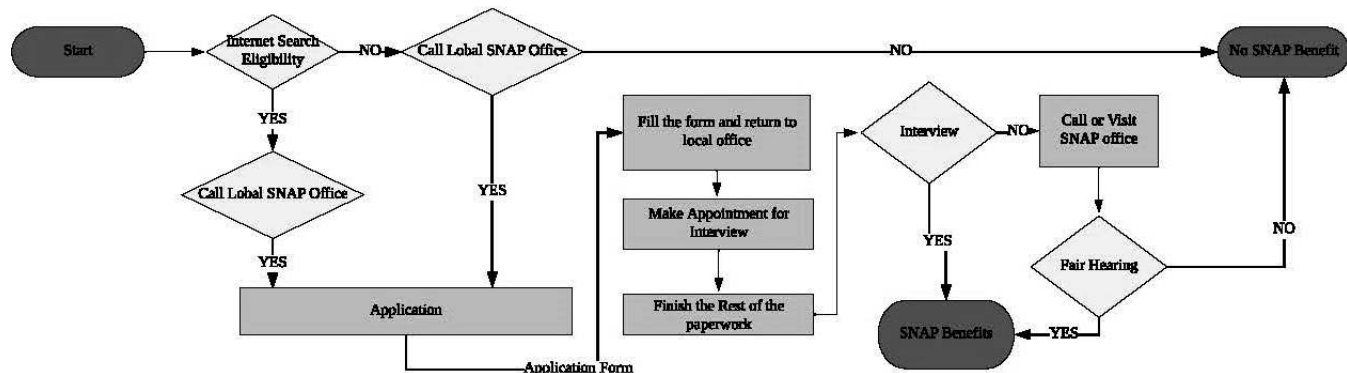 Start
Internet Search
Eligibility
NO
Call Lobal SNAP Office
NO
No SNAP Benefit
YES
Call Lobal SNAP Office
YES
YES
Application
Application Form
Fill the form and return to
local office
Make Appointment for
Interview
Finish the Rest of the
paperwork
Interview
NO
Call or Visit
SNAP office
YES
Fair Hearing
NO
YES
SNAP Benefits